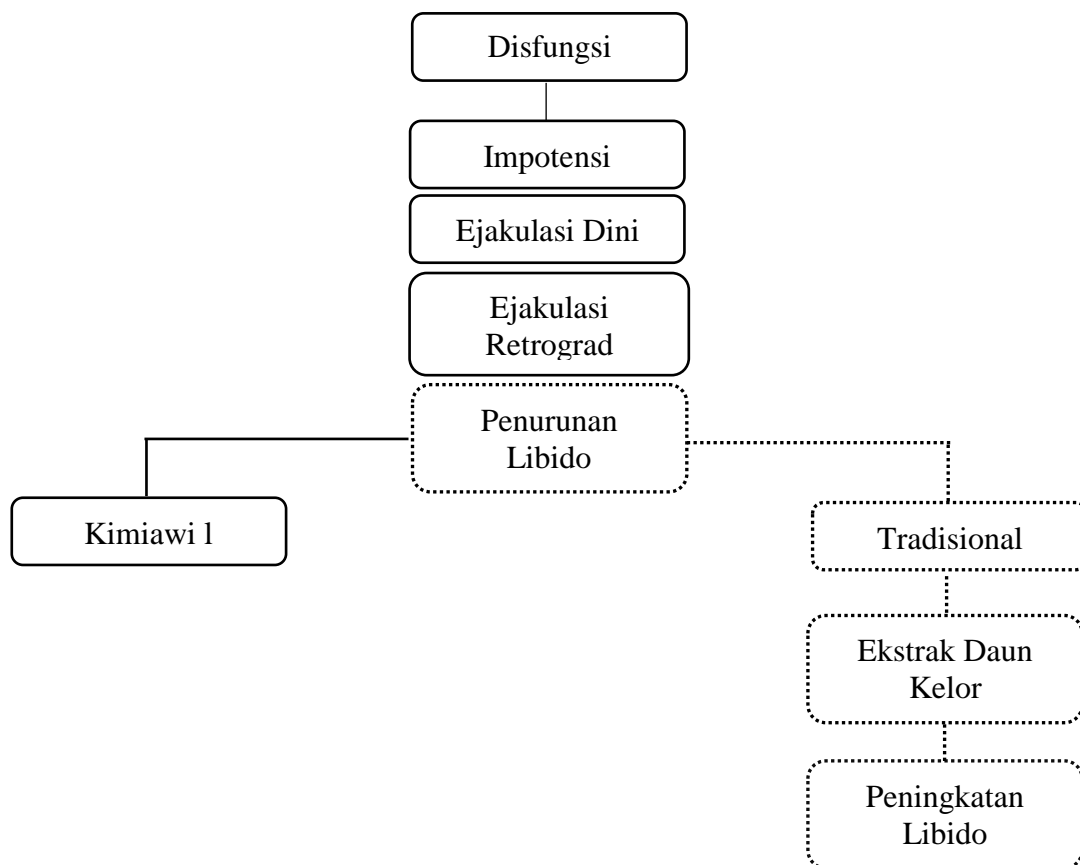 Disfungsi
Impotensi
Ejakulasi Dini
Ejakulasi
Retrograd
Penurunan
Libido
Kimiawi l
Tradisional
Ekstrak Daun
Kelor
Peningkatan
Libido